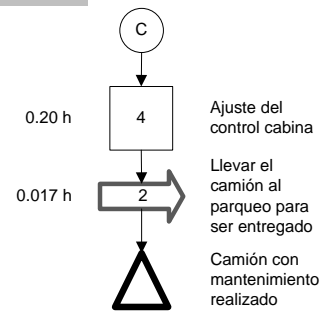 C
0.20 h
4
Ajuste del
control cabina
0.017 h
2
Llevar el
camión al
parqueo para
ser entregado
Camión con
mantenimiento
realizado